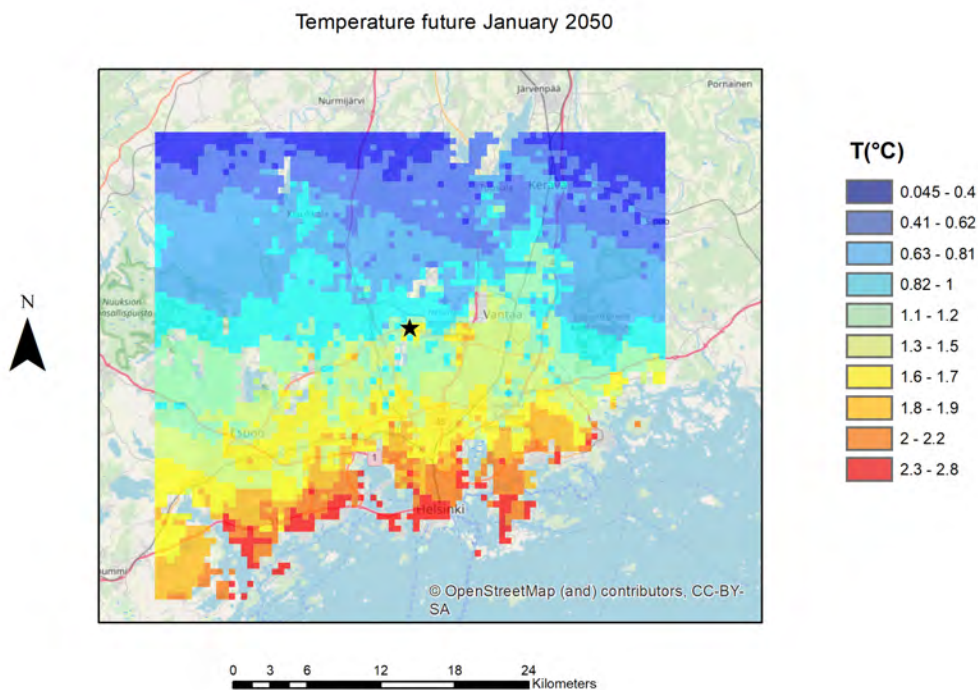 Temperature future January 2050
Järvenpää
Pornainen
Nurmijärvi
T(°C)
0.045 - 0.4
0.41 - 0.62
Kerava
0.63 - 0.81
0.82 - 1
N
Nuuksion
Vantaa
1.1 - 1.2
1.3 - 1.5
1.6 - 1.7
1.8 - 1.9
Espoo
2 - 2.2
1
2.3 - 2.8
Helsinki
ummi
© OpenStreetMap (and) contributors, CC-BY-
SA
0 3 6 12 18 24
Kilometers